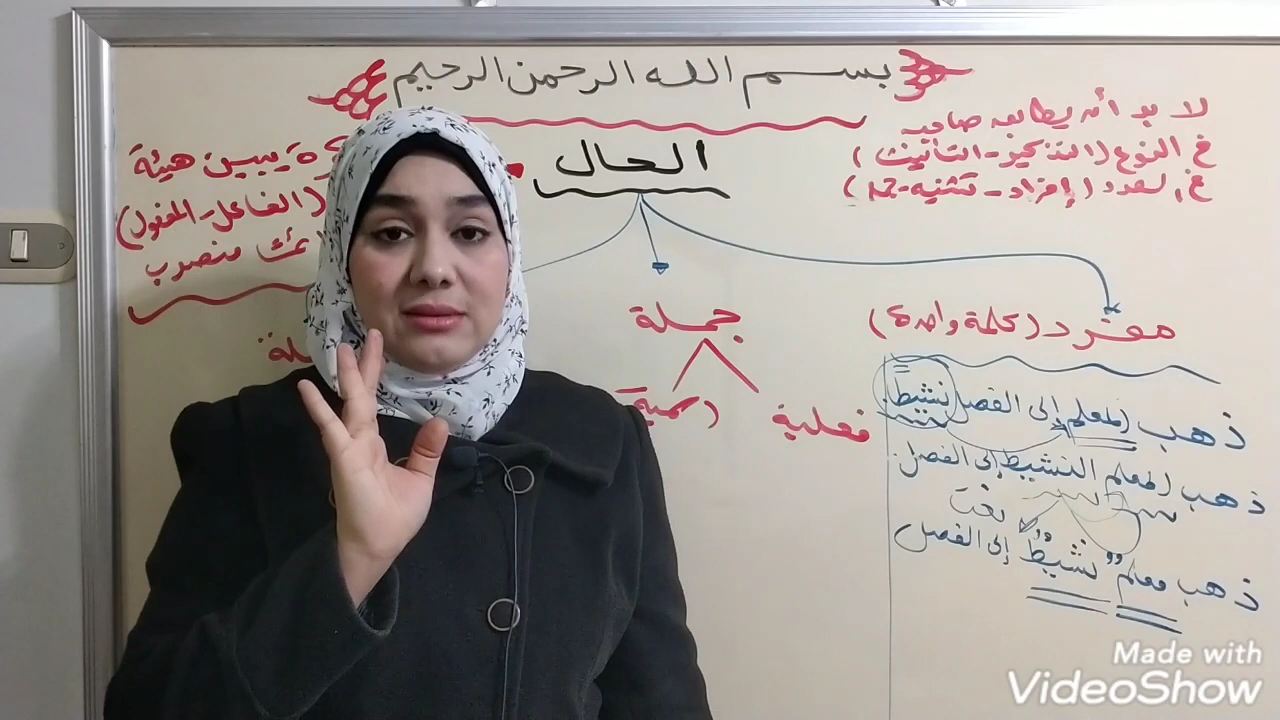 بسم الله الرحمن الرحيم
الحال
لا بد أن يطابق صاحبه
في النوع (التذكير - التأنيث)
في العدد (إفراد - تثنية - جمع)
يبين هيئة
(الفاعل - المفعول)
منصوب
مفرد (كلمة واحدة)
جملة
اسمية
فعلية
ذهب المعلم إلى الفصل نشيطًا
ذهب المعلم النشيط إلى الفصل.
نعت
ذهب معلمٌ نشيطٌ إلى الفصل
Made with
VideoShow